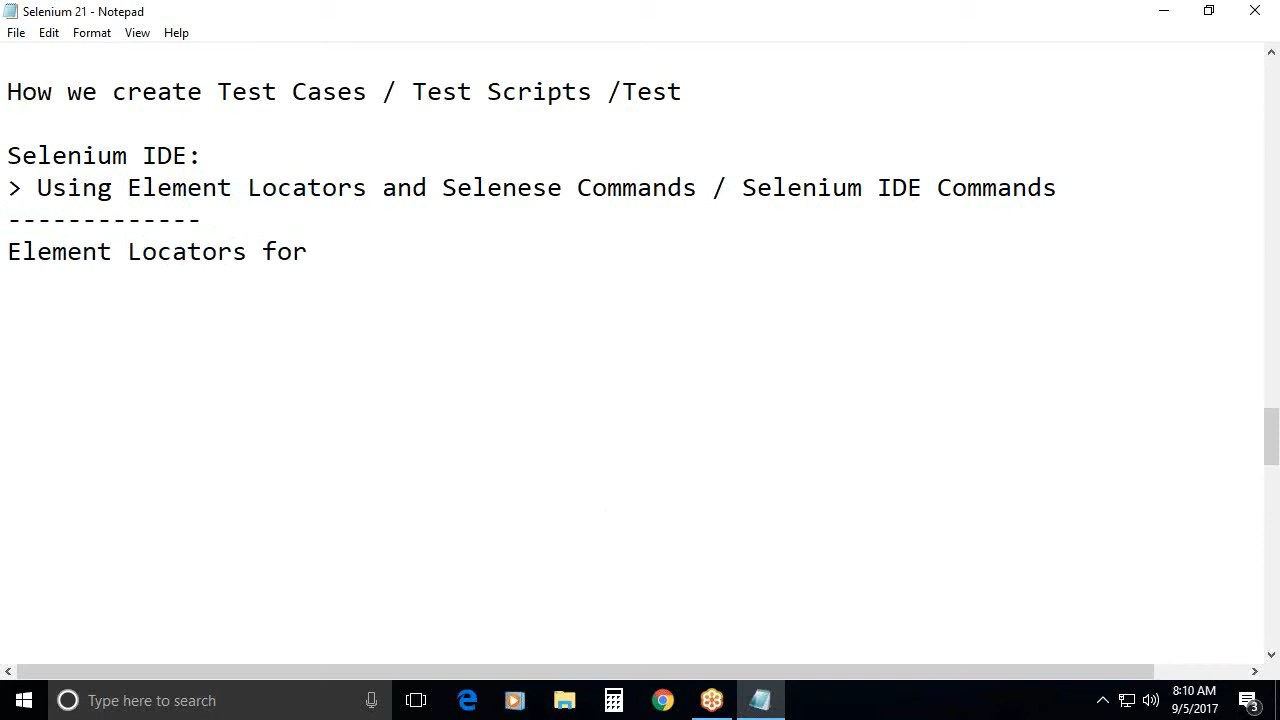 Selenium 21 - Notepad
File Edit Format View Help
How we create Test Cases / Test Scripts /Test
Selenium IDE:
> Using Element Locators and Selenese Commands / Selenium IDE Commands
-------------
Element Locators for
Type here to search
8:10 AM
9/5/2017
3